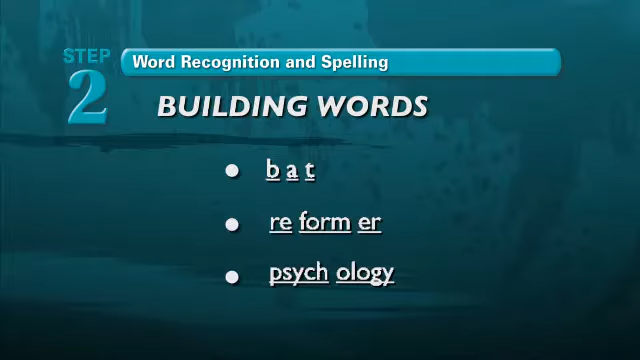 STEP 2
Word Recognition and Spelling
BUILDING WORDS
• b a t
• re form er
• psych ology